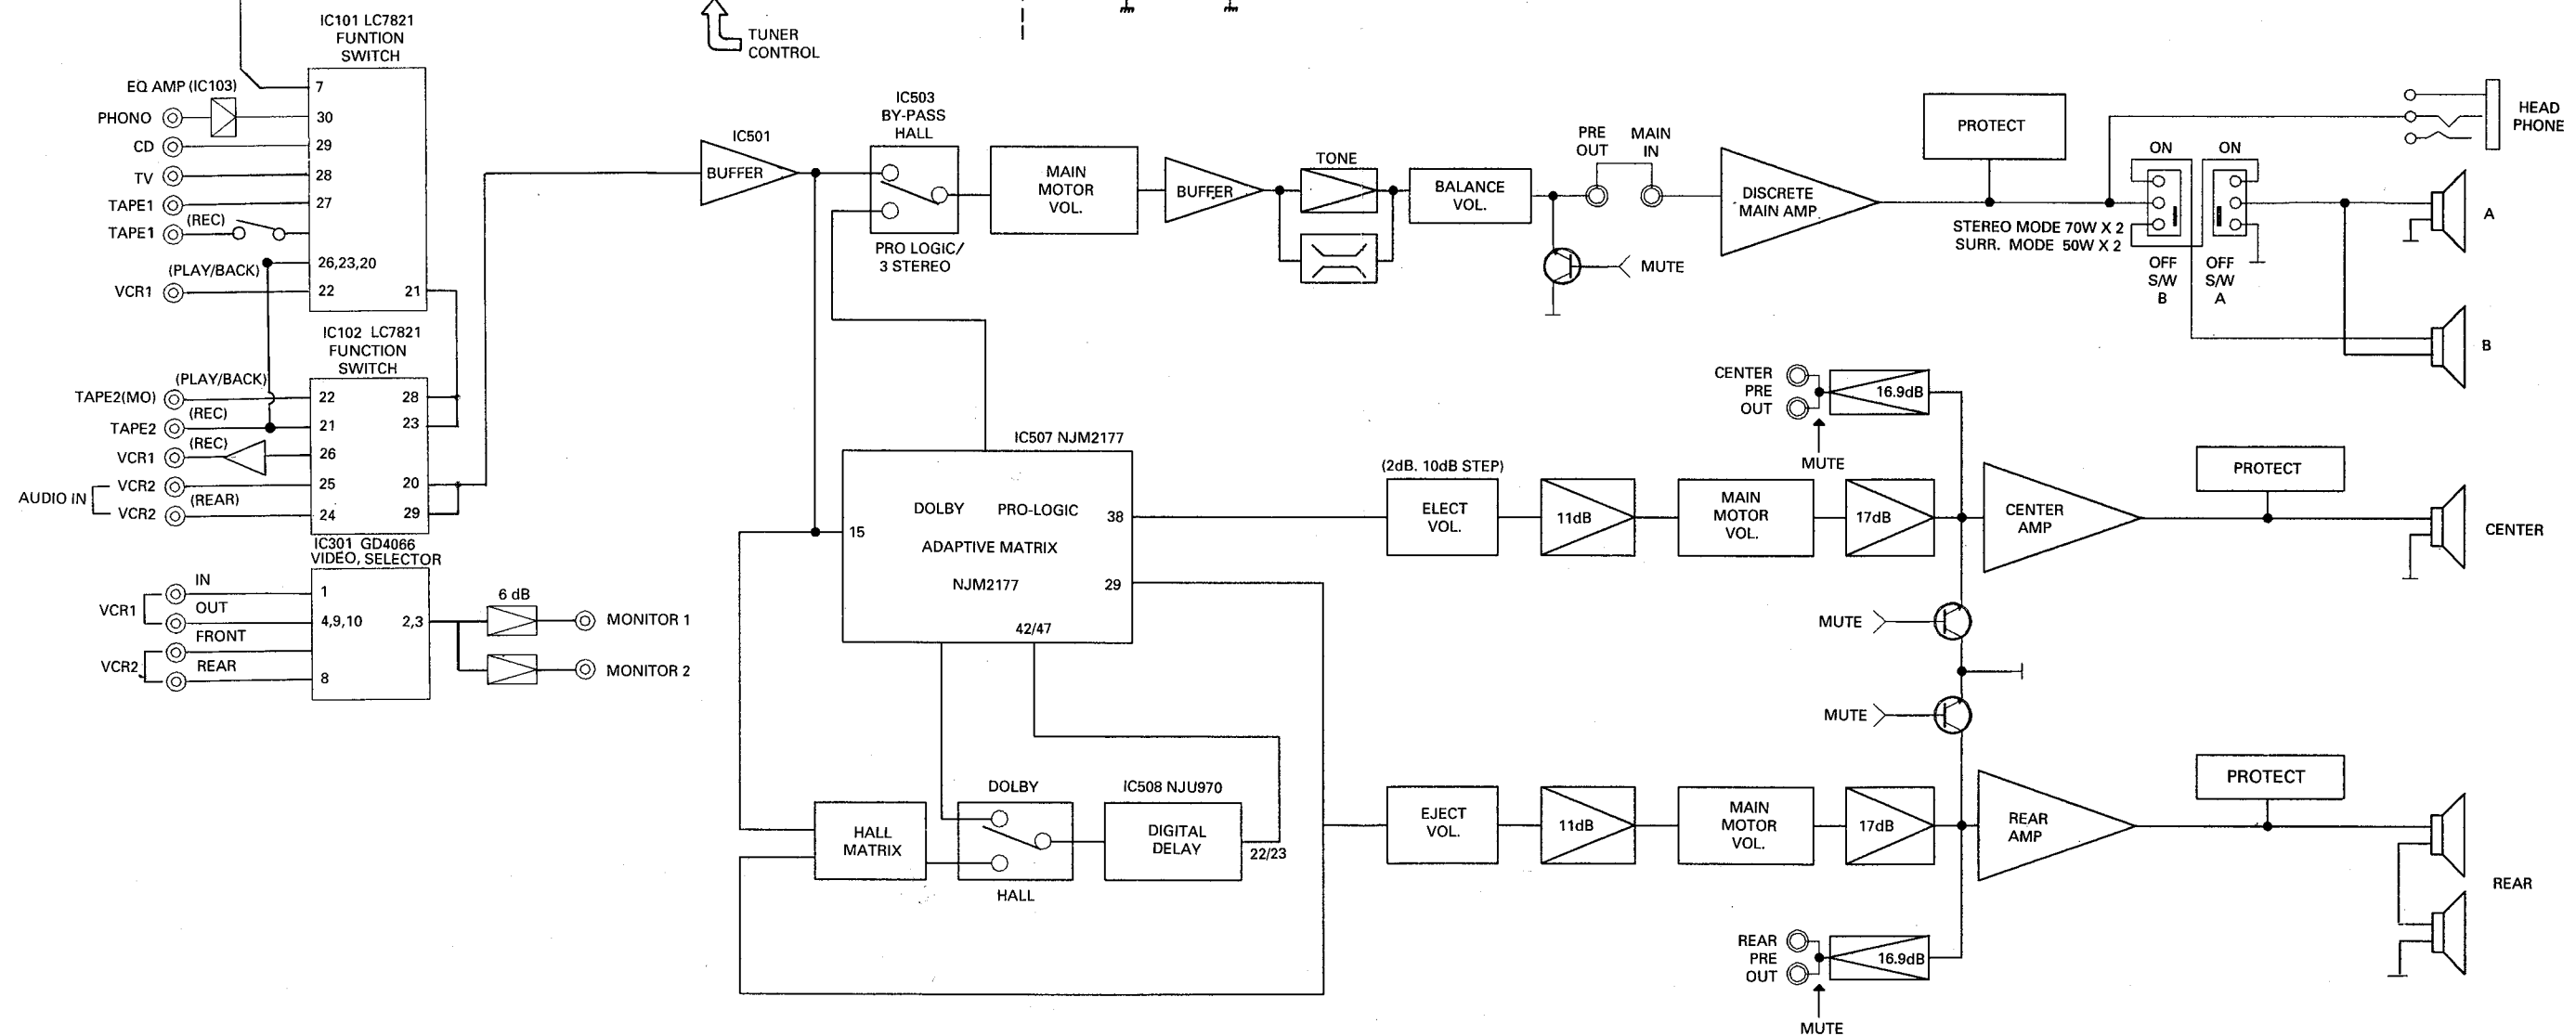 IC101 LC7821
FUNTION
SWITCH
TUNER
CONTROL
EQ AMP (IC103)
7
PHONO
30
CD
29
TV
28
TAPE1
27
(REC)
TAPE1
26,23,20
(PLAY/BACK)
VCR1
22
21
IC102 LC7821
FUNCTION
SWITCH
(PLAY/BACK)
TAPE2(MO)
22
28
(REC)
TAPE2
21
23
(REC)
VCR1
26
AUDIO IN
VCR2
25
20
(REAR)
VCR2
24
29
IC301 GD4066
VIDEO, SELECTOR
IN
1
VCR1
OUT
4,9,10
2,3
FRONT
VCR2
REAR
8
6 dB
MONITOR 1
MONITOR 2
IC501
BUFFER
IC503
BY-PASS
HALL
PRO LOGIC/
3 STEREO
MAIN
MOTOR
VOL.
BUFFER
TONE
BALANCE
VOL.
PRE
OUT
MAIN
IN
MUTE
DISCRETE
MAIN AMP
PROTECT
STEREO MODE 70W X 2
SURR. MODE 50W X 2
ON
ON
OFF
S/W
B
OFF
S/W
A
HEAD
PHONE
A
B
IC507 NJM2177
DOLBY PRO-LOGIC
ADAPTIVE MATRIX
NJM2177
15
38
29
42/47
(2dB. 10dB STEP)
ELECT
VOL.
11dB
MAIN
MOTOR
VOL.
17dB
CENTER
PRE
OUT
16.9dB
MUTE
CENTER
AMP
PROTECT
CENTER
MUTE
MUTE
HALL
MATRIX
DOLBY
HALL
IC508 NJU970
DIGITAL
DELAY
22/23
EJECT
VOL.
11dB
MAIN
MOTOR
VOL.
17dB
REAR
AMP
PROTECT
REAR
REAR
PRE
OUT
16.9dB
MUTE